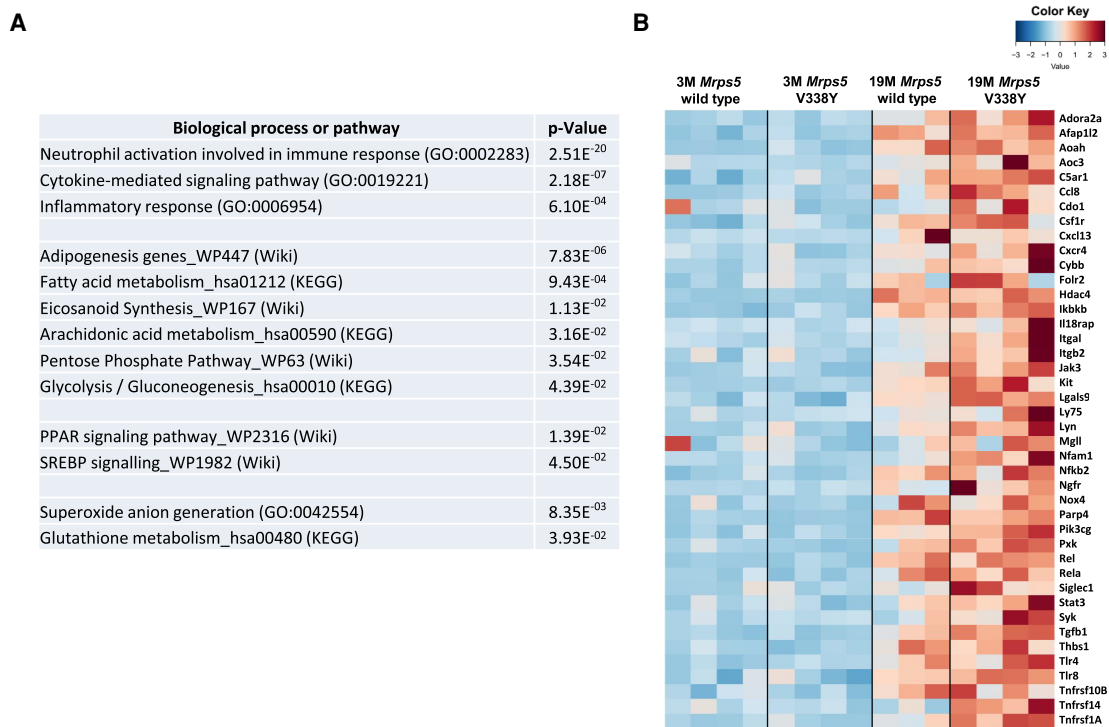 A
Biological process or pathway p-Value
Neutrophil activation involved in immune response (GO:0002283) 2.51E-20
Cytokine-mediated signaling pathway (GO:0019221) 2.18E-07
Inflammatory response (GO:0006954) 6.10E-04
Adipogenesis genes_WP447 (Wiki) 7.83E-06
Fatty acid metabolism_hsa01212 (KEGG) 9.43E-04
Eicosanoid Synthesis_WP167 (Wiki) 1.13E-02
Arachidonic acid metabolism_hsa00590 (KEGG) 3.16E-02
Pentose Phosphate Pathway_WP63 (Wiki) 3.54E-02
Glycolysis / Gluconeogenesis_hsa00010 (KEGG) 4.39E-02
PPAR signaling pathway_WP2316 (Wiki) 1.39E-02
SREBP signalling_WP1982 (Wiki) 4.50E-02
Superoxide anion generation (GO:0042554) 8.35E-03
Glutathione metabolism_hsa00480 (KEGG) 3.93E-02
B
Color Key
-3 -2 -1 0 1 2 3
Value
3M Mrps5 3M Mrps5 19M Mrps5 19M Mrps5
wild type V338Y wild type V338Y
Adora2a
Afap1l2
Aoah
Aoc3
C5ar1
Ccl8
Cdo1
Csf1r
Cxcl13
Cxcr4
Cybb
Folr2
Hdac4
Ikbkb
Il18rap
Itgal
Itgb2
Jak3
Kit
Lgals9
Ly75
Lyn
Mgll
Nfam1
Nfkb2
Ngfr
Nox4
Parp4
Pik3cg
Pxk
Rel
Rela
Siglec1
Stat3
Syk
Tgfb1
Thbs1
Tlr4
Tlr8
Tnfrsf10B
Tnfrsf14
Tnfrsf1A